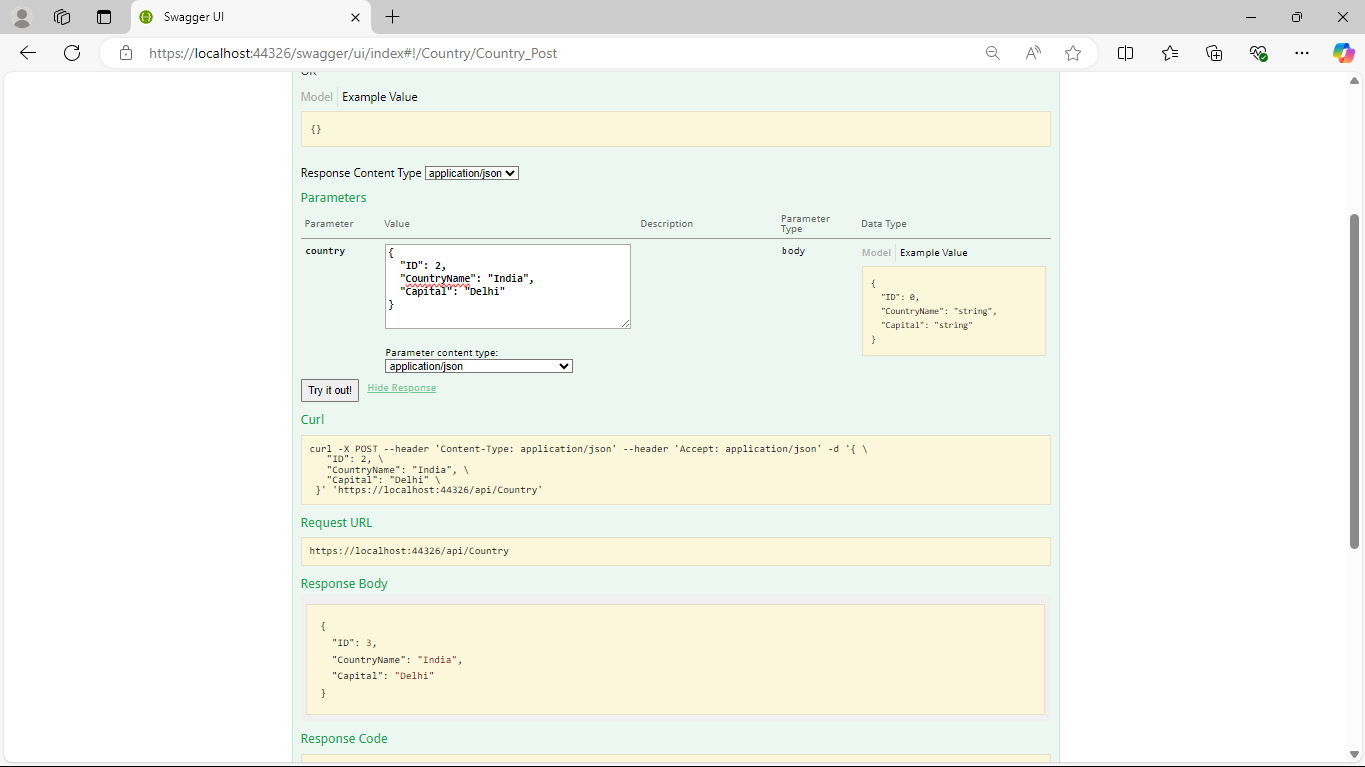 Swagger UI
https://localhost:44326/swagger/ui/index#!/Country/Country_Post
OK
Model Example Value
{}
Response Content Type application/json
Parameters
Parameter Value Description Parameter Type Data Type
country
{
"ID": 2,
"CountryName": "India",
"Capital": "Delhi"
}
Parameter content type:
application/json
body
Model Example Value
{
"ID": 0,
"CountryName": "string",
"Capital": "string"
}
Try it out! Hide Response
Curl
curl -X POST --header 'Content-Type: application/json' --header 'Accept: application/json' -d '{ \
"ID": 2, \
"CountryName": "India", \
"Capital": "Delhi" \
}' 'https://localhost:44326/api/Country'
Request URL
https://localhost:44326/api/Country
Response Body
{
"ID": 3,
"CountryName": "India",
"Capital": "Delhi"
}
Response Code